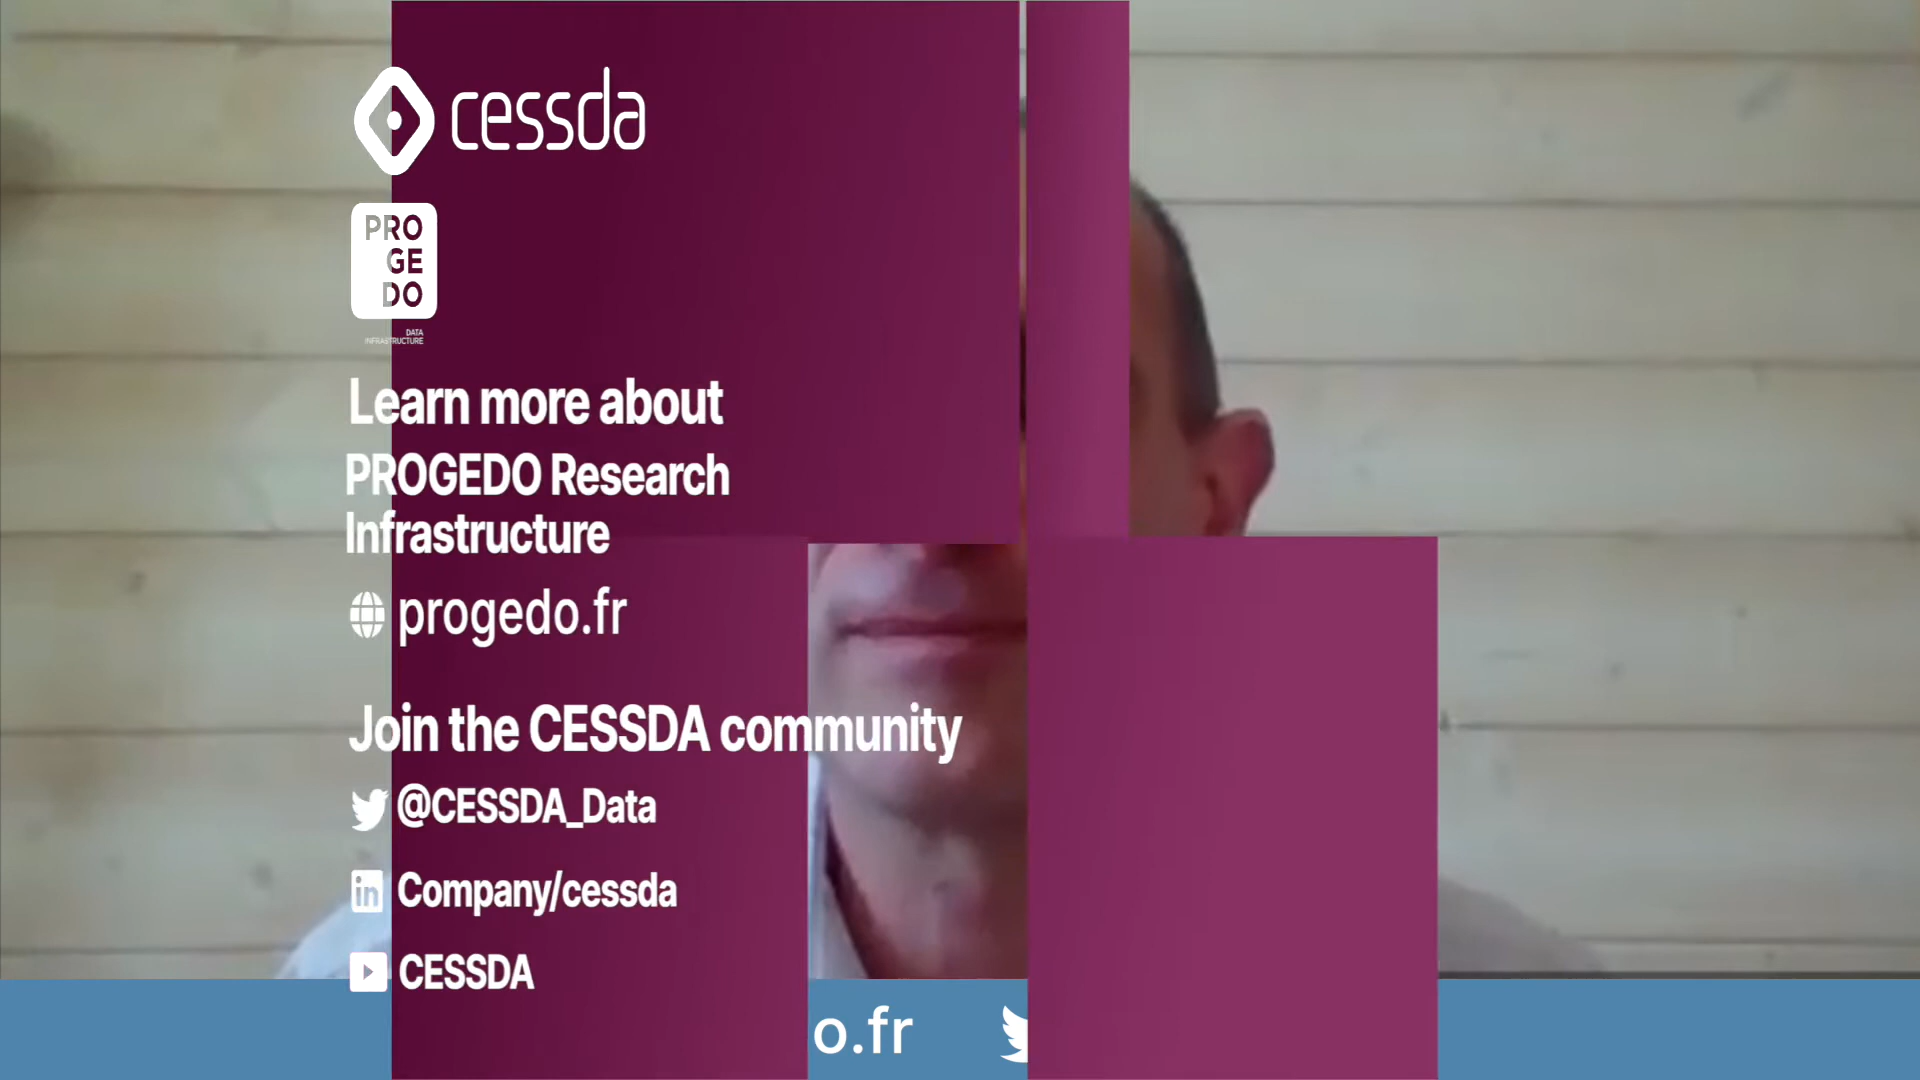 cessda
PRO
GE
DO
DATA
INFRASTRUCTURE
Learn more about
PROGEDO Research
Infrastructure
progedo.fr
Join the CESSDA community
@CESSDA_Data
in Company/cessda
CESSDA
o.fr